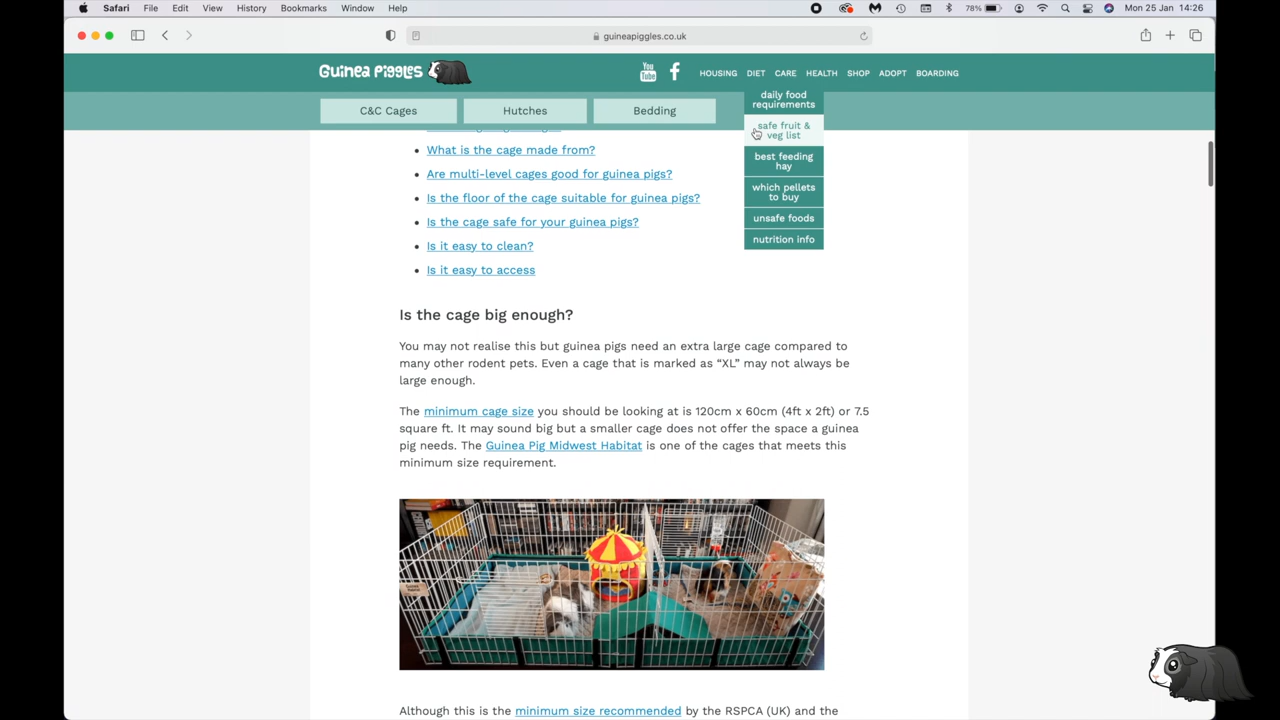 Safari File Edit View History Bookmarks Window Help 78% Mon 25 Jan 14:26
guineapiggles.co.uk
Guinea Piggles You Tube f HOUSING DIET CARE HEALTH SHOP ADOPT BOARDING
C&C Cages Hutches Bedding
daily food
requirements
safe fruit &
veg list
best feeding
hay
which pellets
to buy
unsafe foods
nutrition info
What is the cage made from?
Are multi-level cages good for guinea pigs?
Is the floor of the cage suitable for guinea pigs?
Is the cage safe for your guinea pigs?
Is it easy to clean?
Is it easy to access
Is the cage big enough?
You may not realise this but guinea pigs need an extra large cage compared to
many other rodent pets. Even a cage that is marked as “XL” may not always be
large enough.
The minimum cage size you should be looking at is 120cm x 60cm (4ft x 2ft) or 7.5
square ft. It may sound big but a smaller cage does not offer the space a guinea
pig needs. The Guinea Pig Midwest Habitat is one of the cages that meets this
minimum size requirement.
Although this is the minimum size recommended by the RSPCA (UK) and the